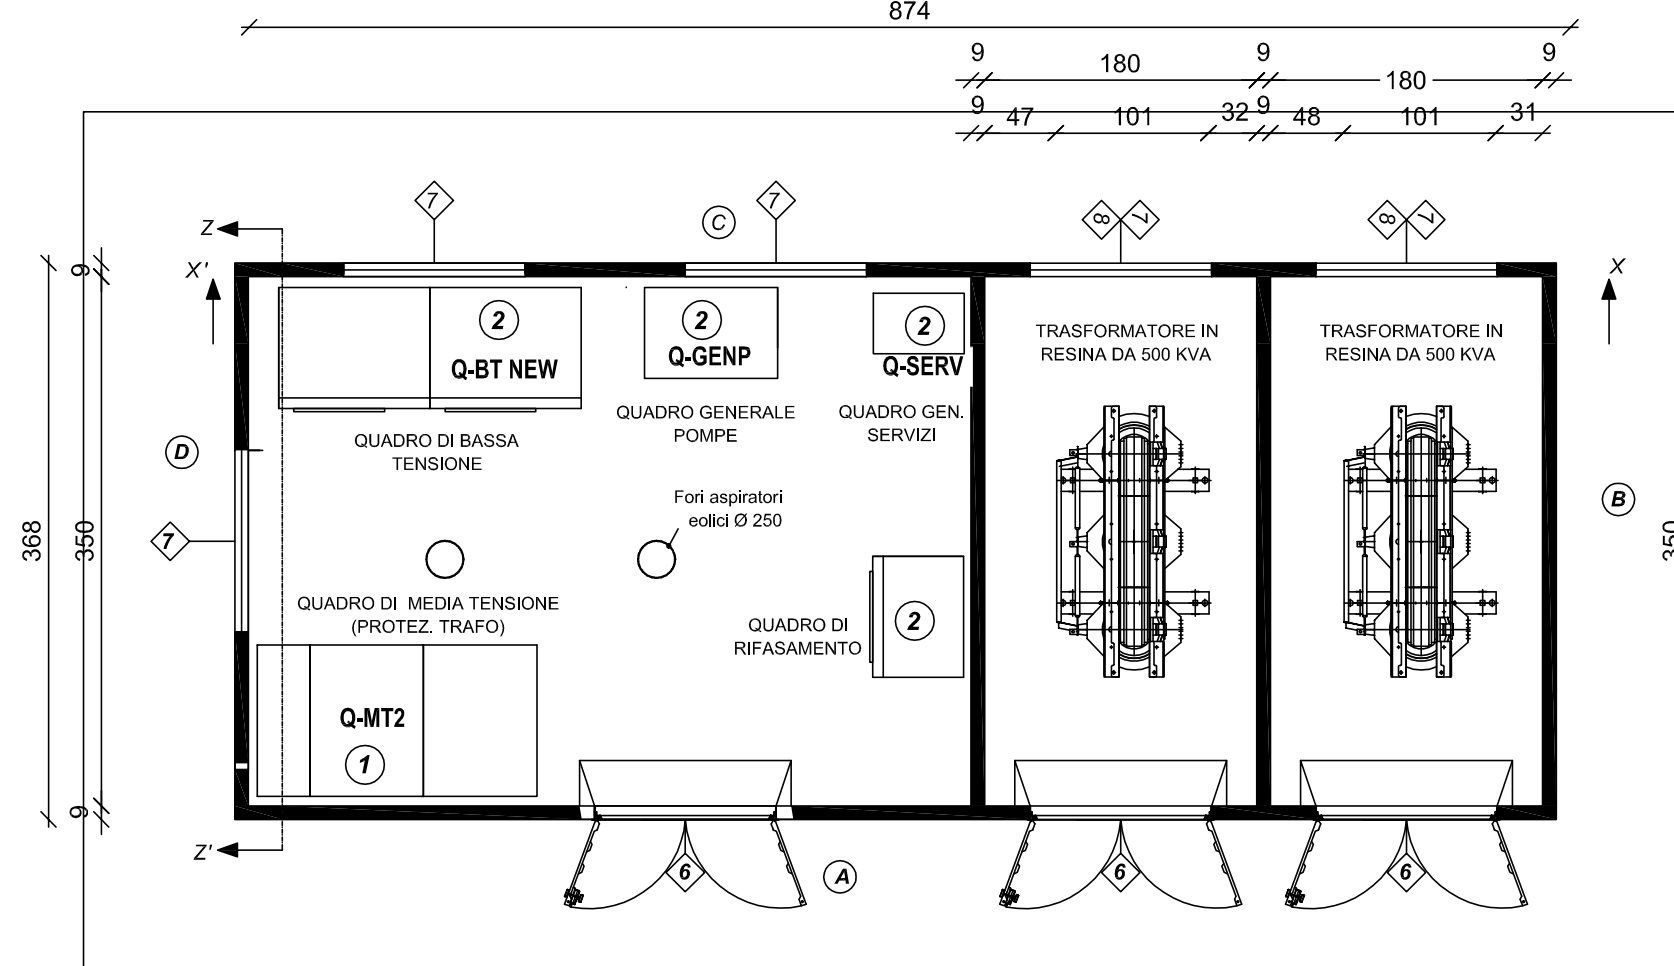 874
9 180 9 180 9
9 47 101 32 9 48 101 31
7 7 8 7 8 7
C
Z
X'
X
9
2 Q-BT NEW
2 Q-GENP
2 Q-SERV
TRASFORMATORE IN
RESINA DA 500 KVA
TRASFORMATORE IN
RESINA DA 500 KVA
QUADRO DI BASSA
TENSIONE
QUADRO GENERALE
POMPE
QUADRO GEN.
SERVIZI
D
B
Fori aspiratori
eolici Ø 250
368
350
7
350
QUADRO DI MEDIA TENSIONE
(PROTEZ. TRAFO)
QUADRO DI
RIFASAMENTO
2
Q-MT2
1
9
Z'
6
A
6
6